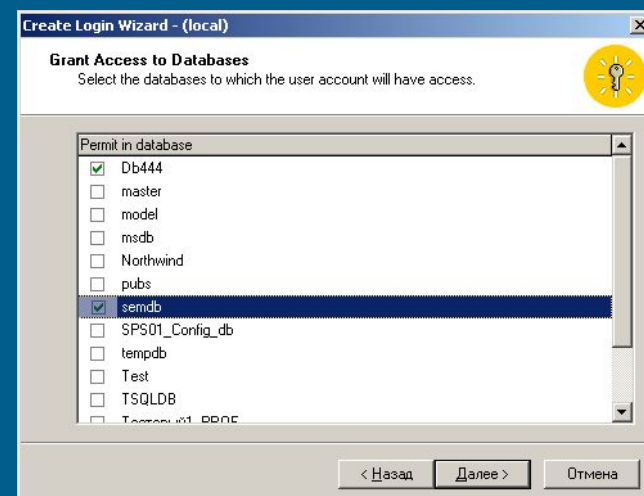 Create Login Wizard - (local)
Grant Access to Databases
Select the databases to which the user account will have access.
Permit in database
Db444
master
model
msdb
Northwind
pubs
semdb
SPS01_Config_db
tempdb
Test
TSQLDB
< Назад Далее > Отмена